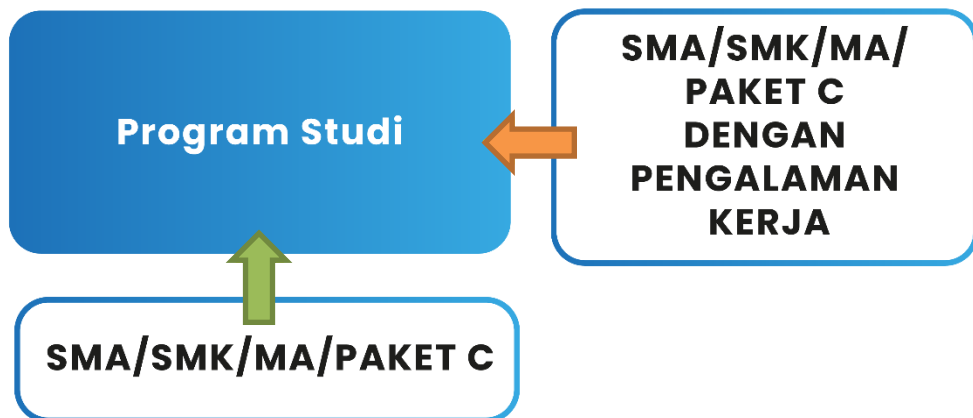 Program Studi
SMA/SMK/MA/
PAKET C
DENGAN
PENGALAMAN
KERJA
SMA/SMK/MA/PAKET C